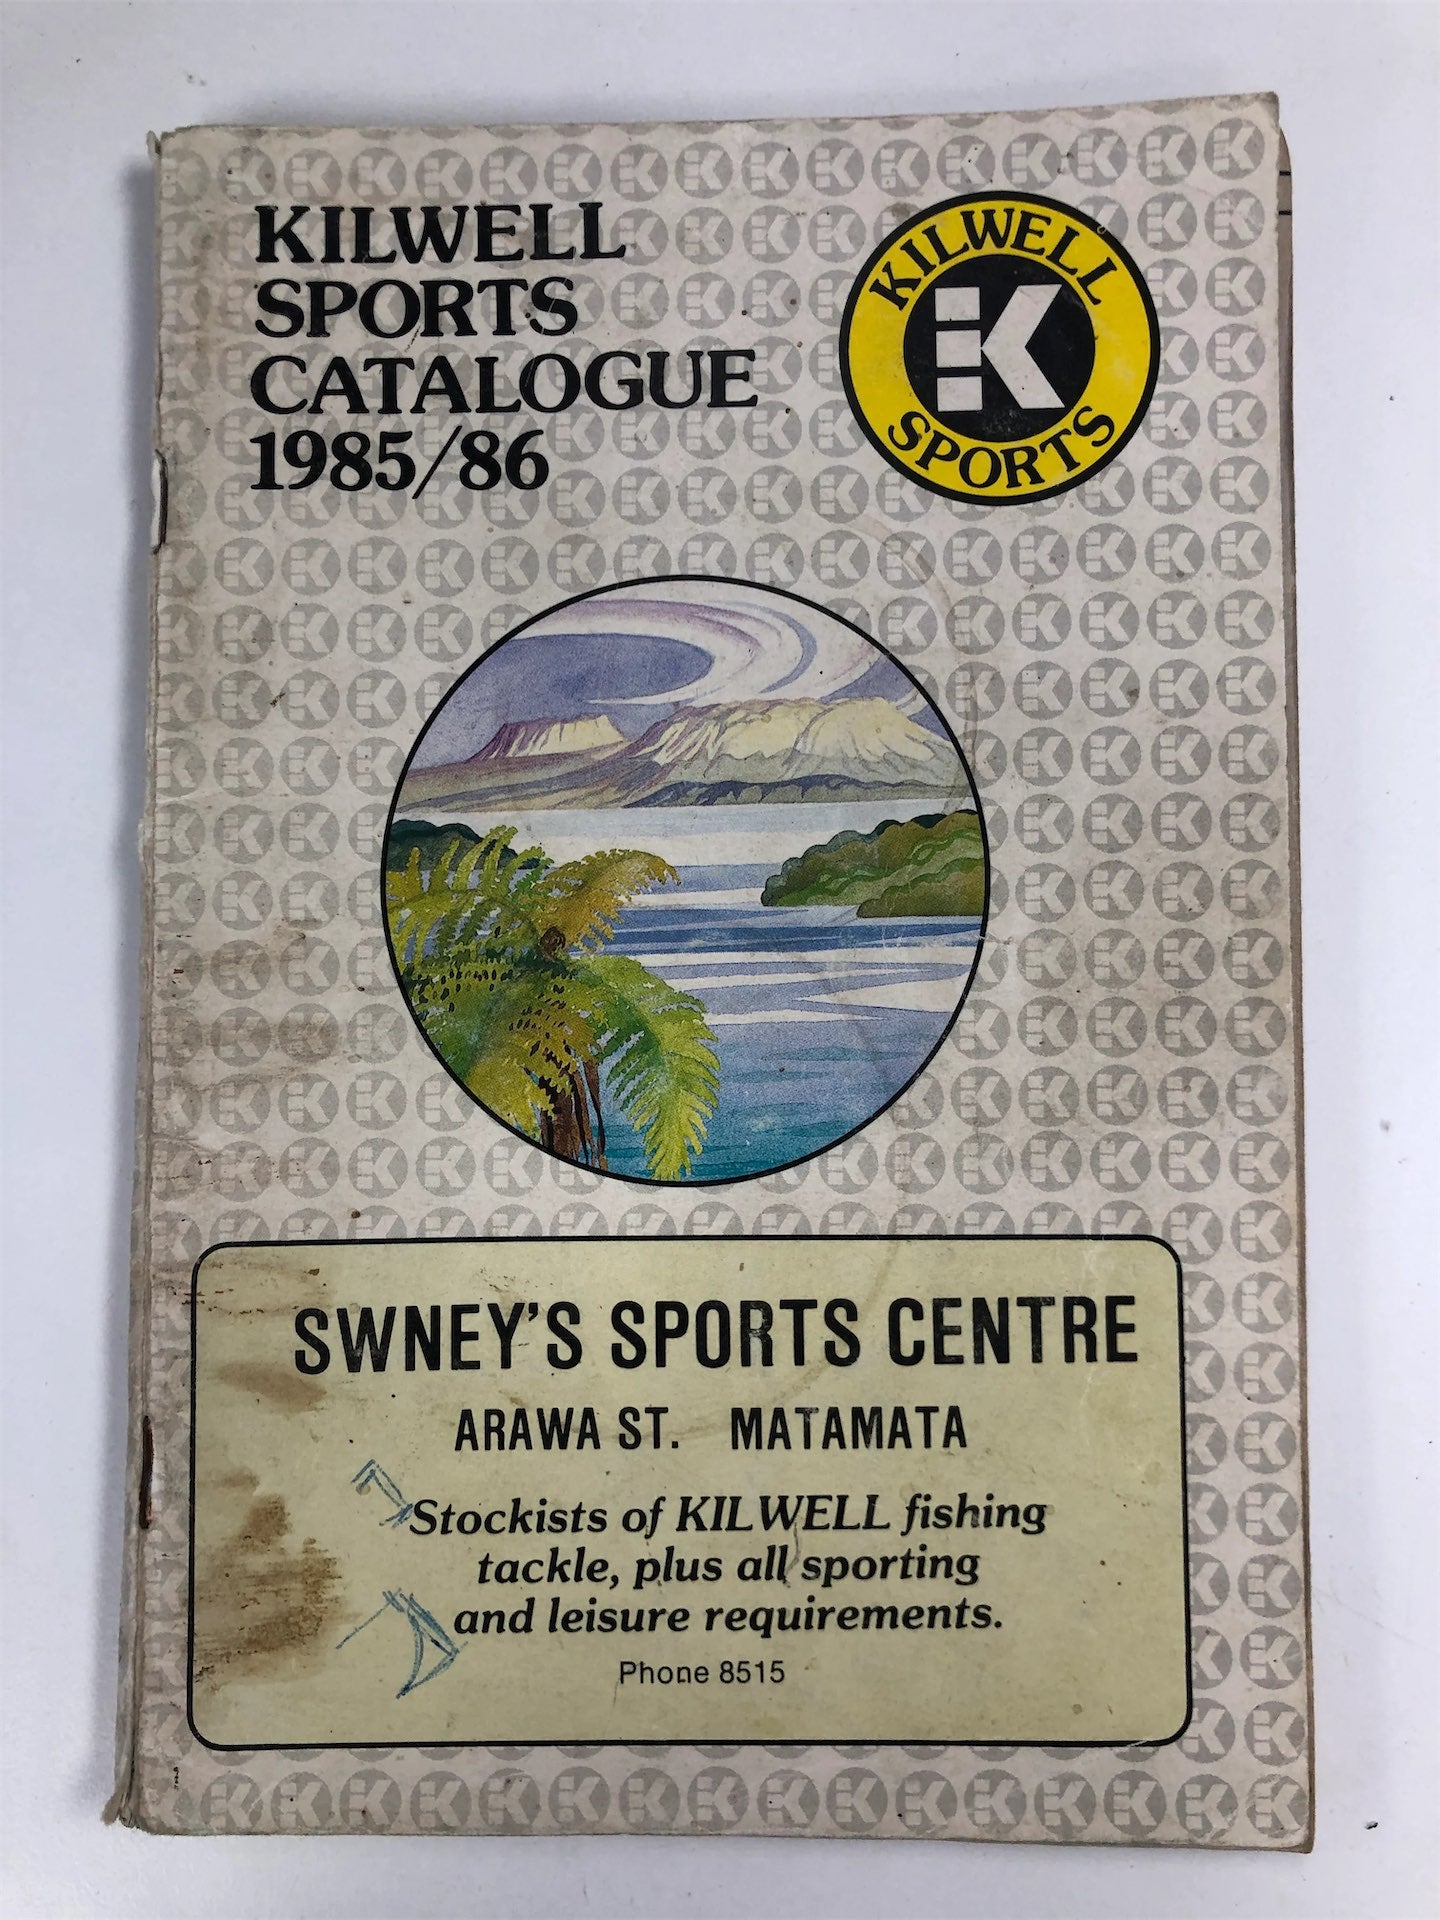 KILWELL
SPORTS
CATALOGUE
1985/86
KILWELL
K
SPORTS
SWNEY'S SPORTS CENTRE
ARAWA ST. MATAMATA
Stockists of KILWELL fishing
tackle, plus all sporting
and leisure requirements.
Phone 8515